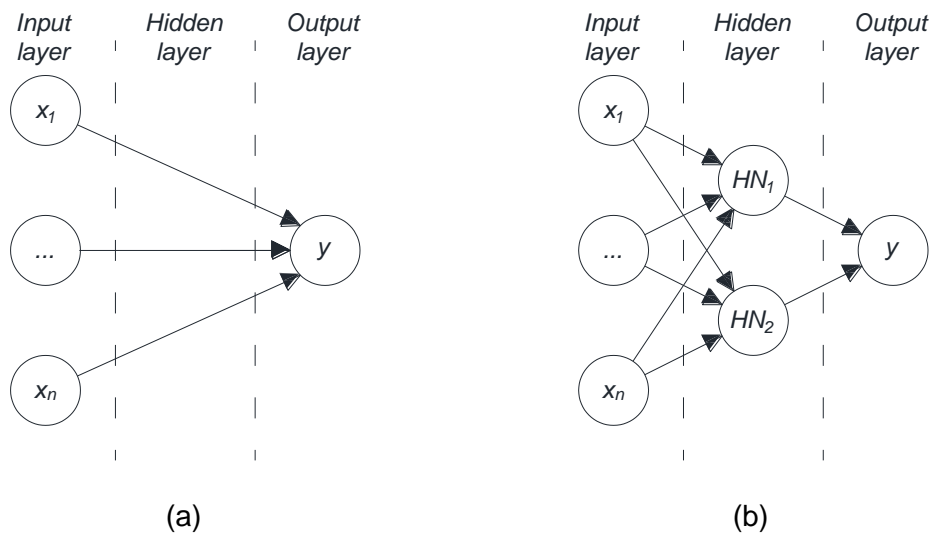 Input layer
Hidden layer
Output layer
x1
...
xn
y
(a)
Input layer
Hidden layer
Output layer
x1
...
xn
HN1
HN2
y
(b)